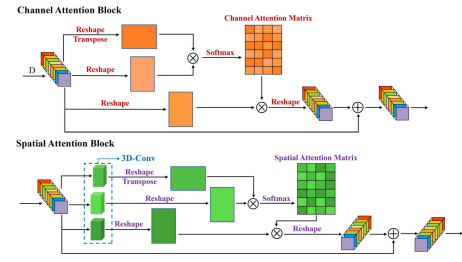 Channel Attention Block
Channel Attention Matrix
Reshape
Transpose
Softmax
D
Reshape
Reshape
Reshape
Spatial Attention Block
3D-Conv
Spatial Attention Matrix
Reshape
Transpose
Reshape
Softmax
Reshape
Reshape